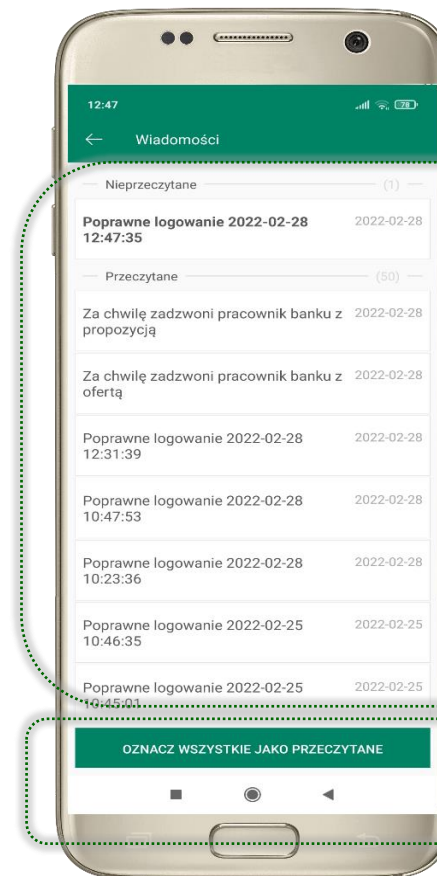 12:47
78
Wiadomości
Nieprzeczytane (1)
Poprawne logowanie 2022-02-28 2022-02-28
12:47:35
Przeczytane (50)
Za chwilę zadzwoni pracownik banku z 2022-02-28
propozycją
Za chwilę zadzwoni pracownik banku z 2022-02-28
ofertą
Poprawne logowanie 2022-02-28 2022-02-28
12:31:39
Poprawne logowanie 2022-02-28 2022-02-28
10:47:53
Poprawne logowanie 2022-02-28 2022-02-28
10:23:36
Poprawne logowanie 2022-02-25 2022-02-25
10:46:35
Poprawne logowanie 2022-02-25 2022-02-25
10:45:01
OZNACZ WSZYSTKIE JAKO PRZECZYTANE